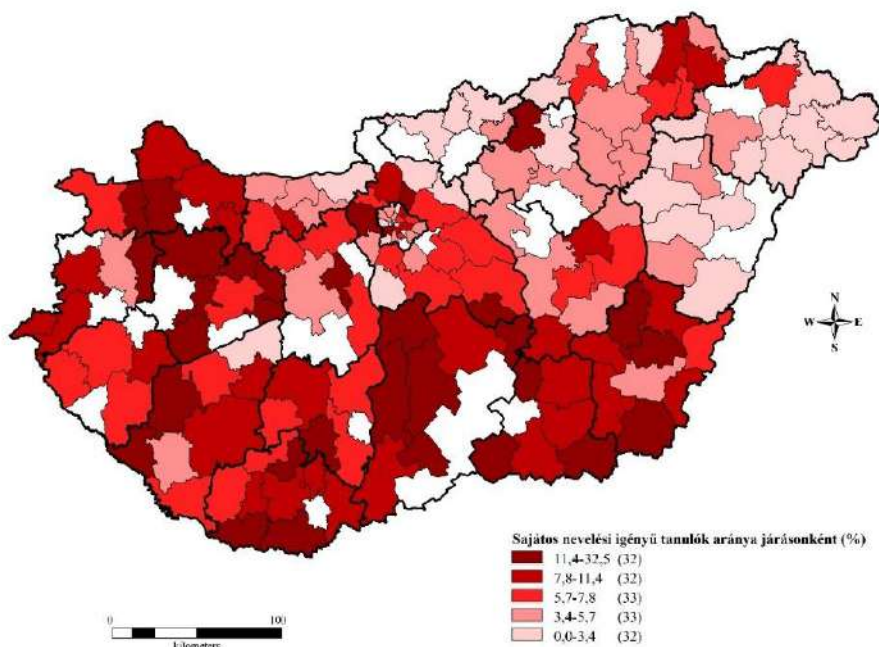 N
W E
S
Sajátos nevelési igényű tanulók aránya járásonként (%)
11,4-32,5 (32)
7,8-11,4 (32)
5,7-7,8 (33)
3,4-5,7 (33)
0,0-3,4 (32)
0 100
kilometers